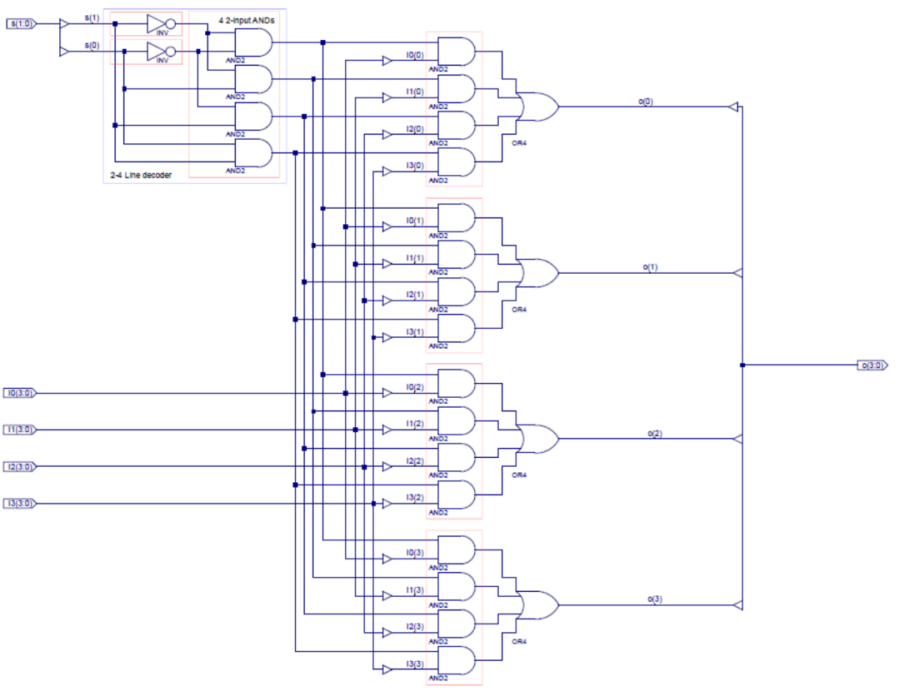 s(1:0)
s(1)
s(0)
INV
INV
4 2-input ANDs
AND2
AND2
AND2
AND2
2-4 Line decoder
I0(0)
AND2
I1(0)
AND2
I2(0)
AND2
I3(0)
AND2
OR4
o(0)
I0(1)
AND2
I1(1)
AND2
I2(1)
AND2
I3(1)
AND2
OR4
o(1)
o(3:0)
I0(3:0)
I1(3:0)
I2(3:0)
I3(3:0)
I0(2)
AND2
I1(2)
AND2
I2(2)
AND2
I3(2)
AND2
OR4
o(2)
I0(3)
AND2
I1(3)
AND2
I2(3)
AND2
I3(3)
AND2
OR4
o(3)